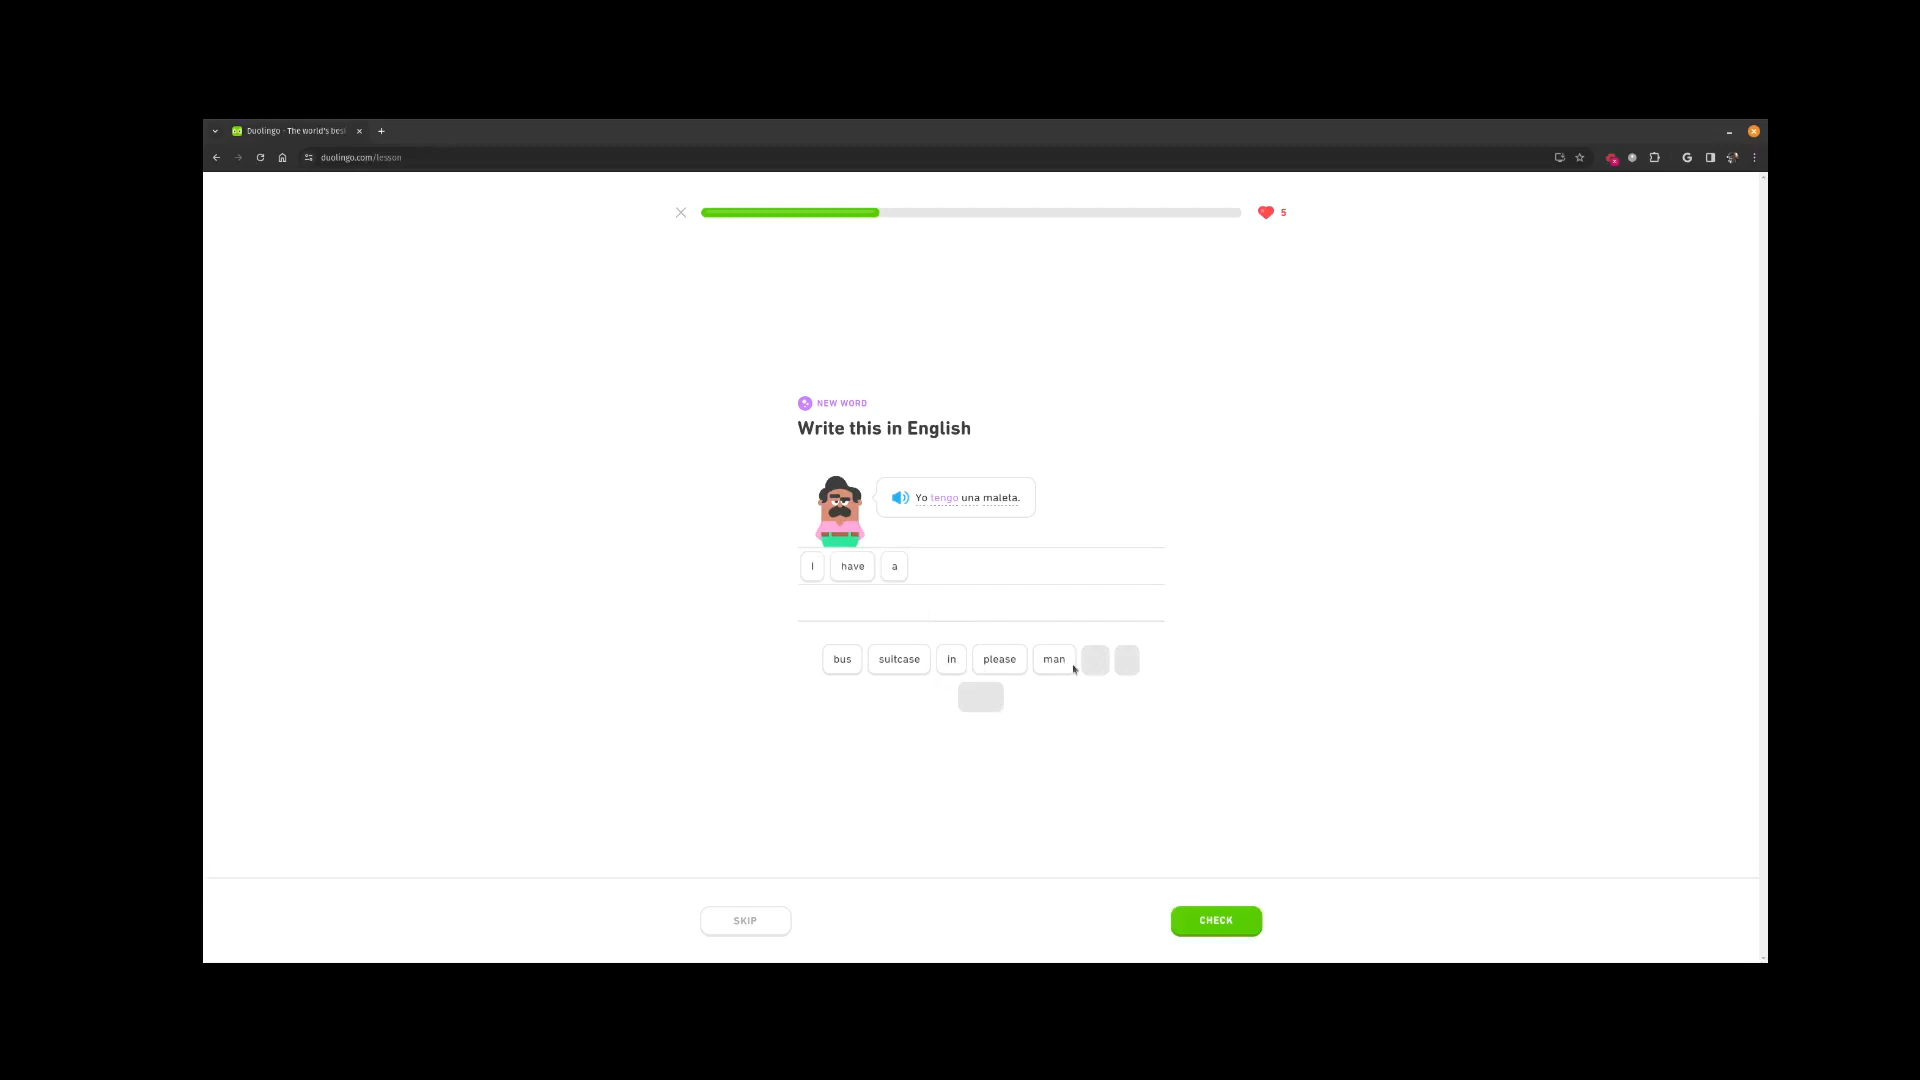 Duolingo - The world's best
duolingo.com/lesson
5
NEW WORD
Write this in English
Yo tengo una maleta.
I have a
bus suitcase in please man
SKIP
CHECK